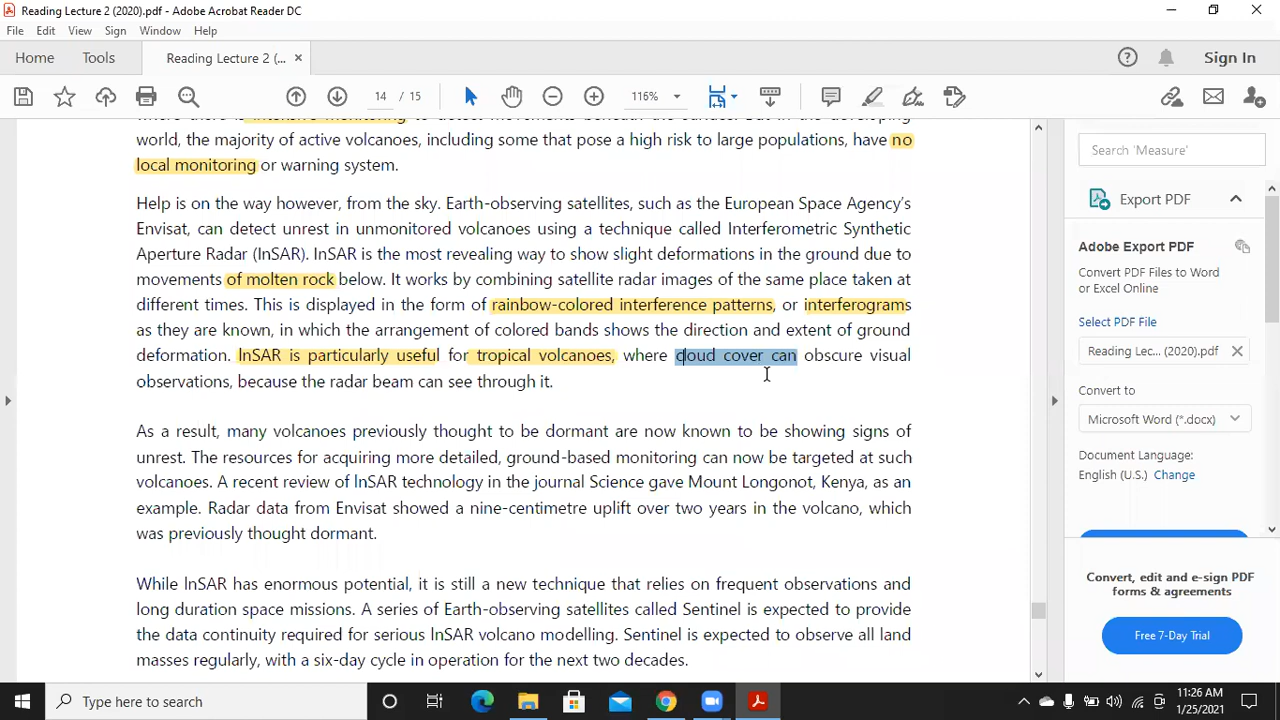 Reading Lecture 2 (2020).pdf - Adobe Acrobat Reader DC
File Edit View Sign Window Help
Home Tools Reading Lecture 2 (... ×
Sign In
14 / 15
116%
world, the majority of active volcanoes, including some that pose a high risk to large populations, have no
local monitoring or warning system.
Help is on the way however, from the sky. Earth-observing satellites, such as the European Space Agency's
Envisat, can detect unrest in unmonitored volcanoes using a technique called Interferometric Synthetic
Aperture Radar (InSAR). InSAR is the most revealing way to show slight deformations in the ground due to
movements of molten rock below. It works by combining satellite radar images of the same place taken at
different times. This is displayed in the form of rainbow-colored interference patterns, or interferograms
as they are known, in which the arrangement of colored bands shows the direction and extent of ground
deformation. lnSAR is particularly useful for tropical volcanoes, where cloud cover can obscure visual
observations, because the radar beam can see through it.
As a result, many volcanoes previously thought to be dormant are now known to be showing signs of
unrest. The resources for acquiring more detailed, ground-based monitoring can now be targeted at such
volcanoes. A recent review of lnSAR technology in the journal Science gave Mount Longonot, Kenya, as an
example. Radar data from Envisat showed a nine-centimetre uplift over two years in the volcano, which
was previously thought dormant.
While lnSAR has enormous potential, it is still a new technique that relies on frequent observations and
long duration space missions. A series of Earth-observing satellites called Sentinel is expected to provide
the data continuity required for serious lnSAR volcano modelling. Sentinel is expected to observe all land
masses regularly, with a six-day cycle in operation for the next two decades.
Search 'Measure'
Export PDF
Adobe Export PDF
Convert PDF Files to Word
or Excel Online
Select PDF File
Reading Lec... (2020).pdf
Convert to
Microsoft Word (*.docx)
Document Language:
English (U.S.) Change
Convert, edit and e-sign PDF
forms & agreements
Free 7-Day Trial
Type here to search
11:26 AM
1/25/2021